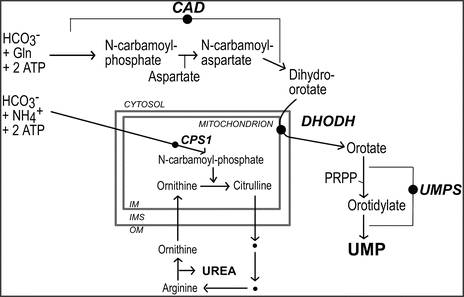 CAD
HCO3-
+ Gln
+ 2 ATP
N-carbamoyl-
phosphate
N-carbamoyl-
aspartate
Aspartate
Dihydro-
orotate
HCO3-
+ NH4+
+ 2 ATP
CYTOSOL
MITOCHONDRION
DHODH
CPS1
N-carbamoyl-phosphate
Ornithine
Citrulline
IM
IMS
OM
Orotate
PRPP
UMPS
Orotidylate
UMP
Ornithine
UREA
Arginine